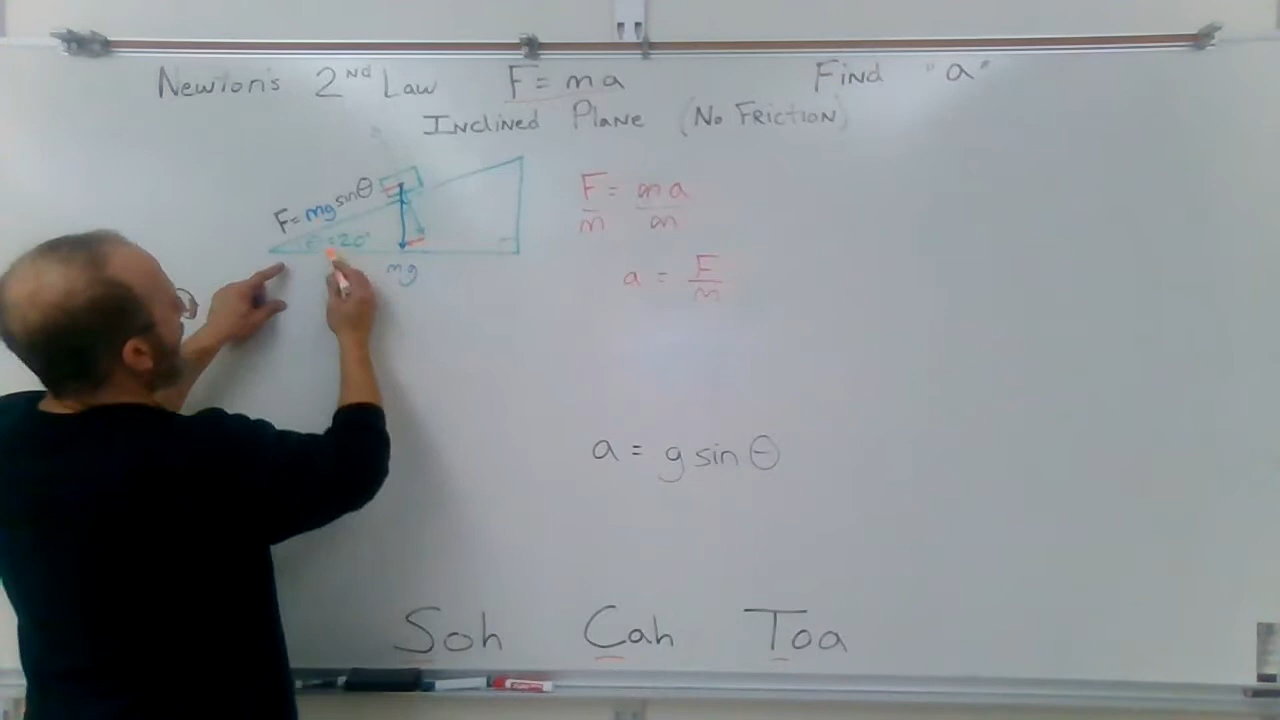 Newton's 2ND Law F = ma Find "a"
Inclined Plane (No Friction)
F = mg sin θ
= 20°
mg
F = ma
m m
a = F
m
a = g sin θ
Soh Cah Toa